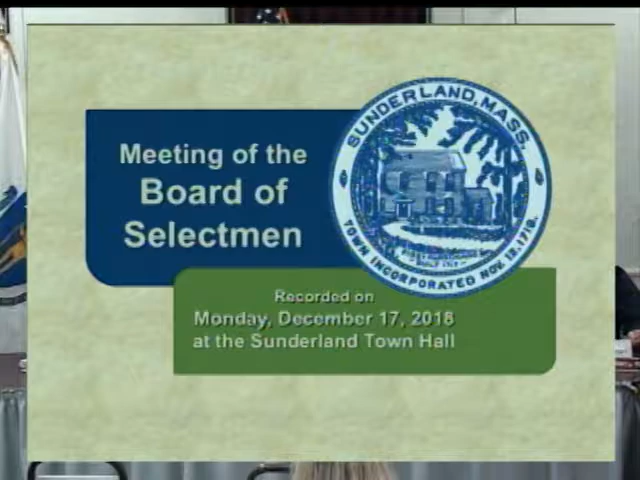 Meeting of the
Board of
Selectmen
SUNDERLAND, MASS.
TOWN INCORPORATED NOV. 12, 1718.
Recorded on
Monday, December 17, 2018
at the Sunderland Town Hall